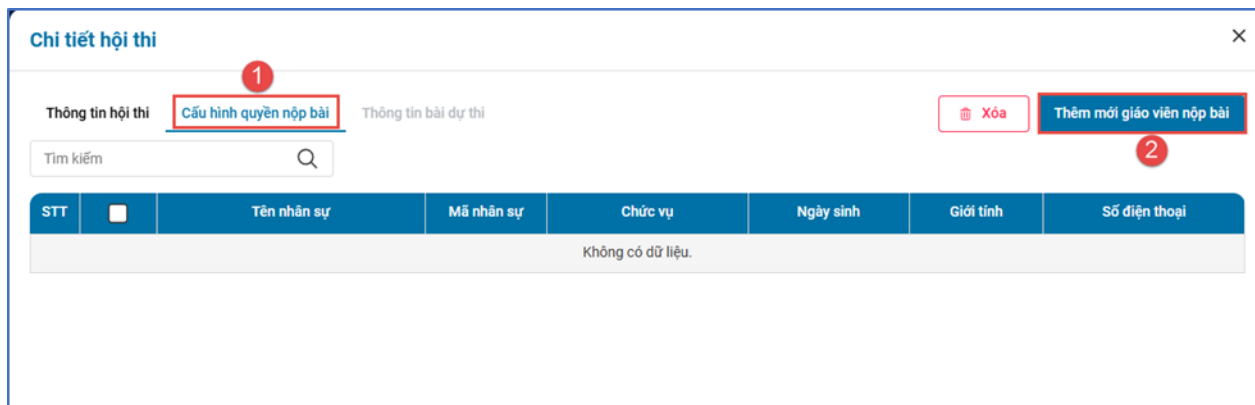 Chi tiết hội thi
1
Thông tin hội thi Cấu hình quyền nộp bài Thông tin bài dự thi Xóa Thêm mới giáo viên nộp bài
2
Tìm kiếm
STT Tên nhân sự Mã nhân sự Chức vụ Ngày sinh Giới tính Số điện thoại
Không có dữ liệu.